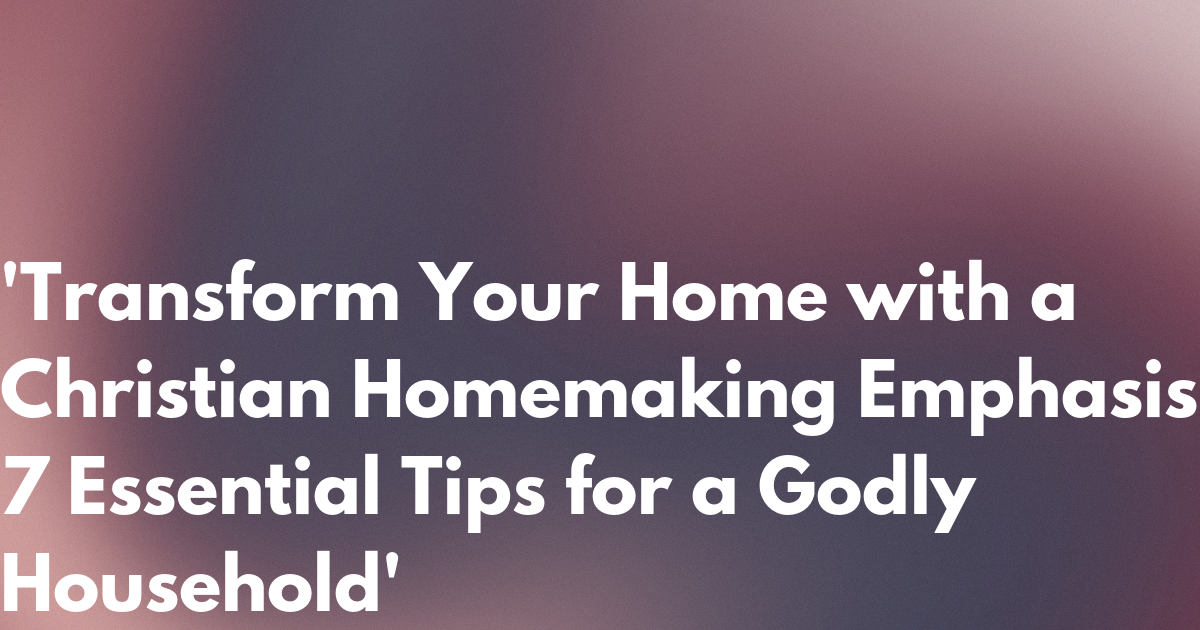 'Transform Your Home with a
Christian Homemaking Emphasis
7 Essential Tips for a Godly
Household'